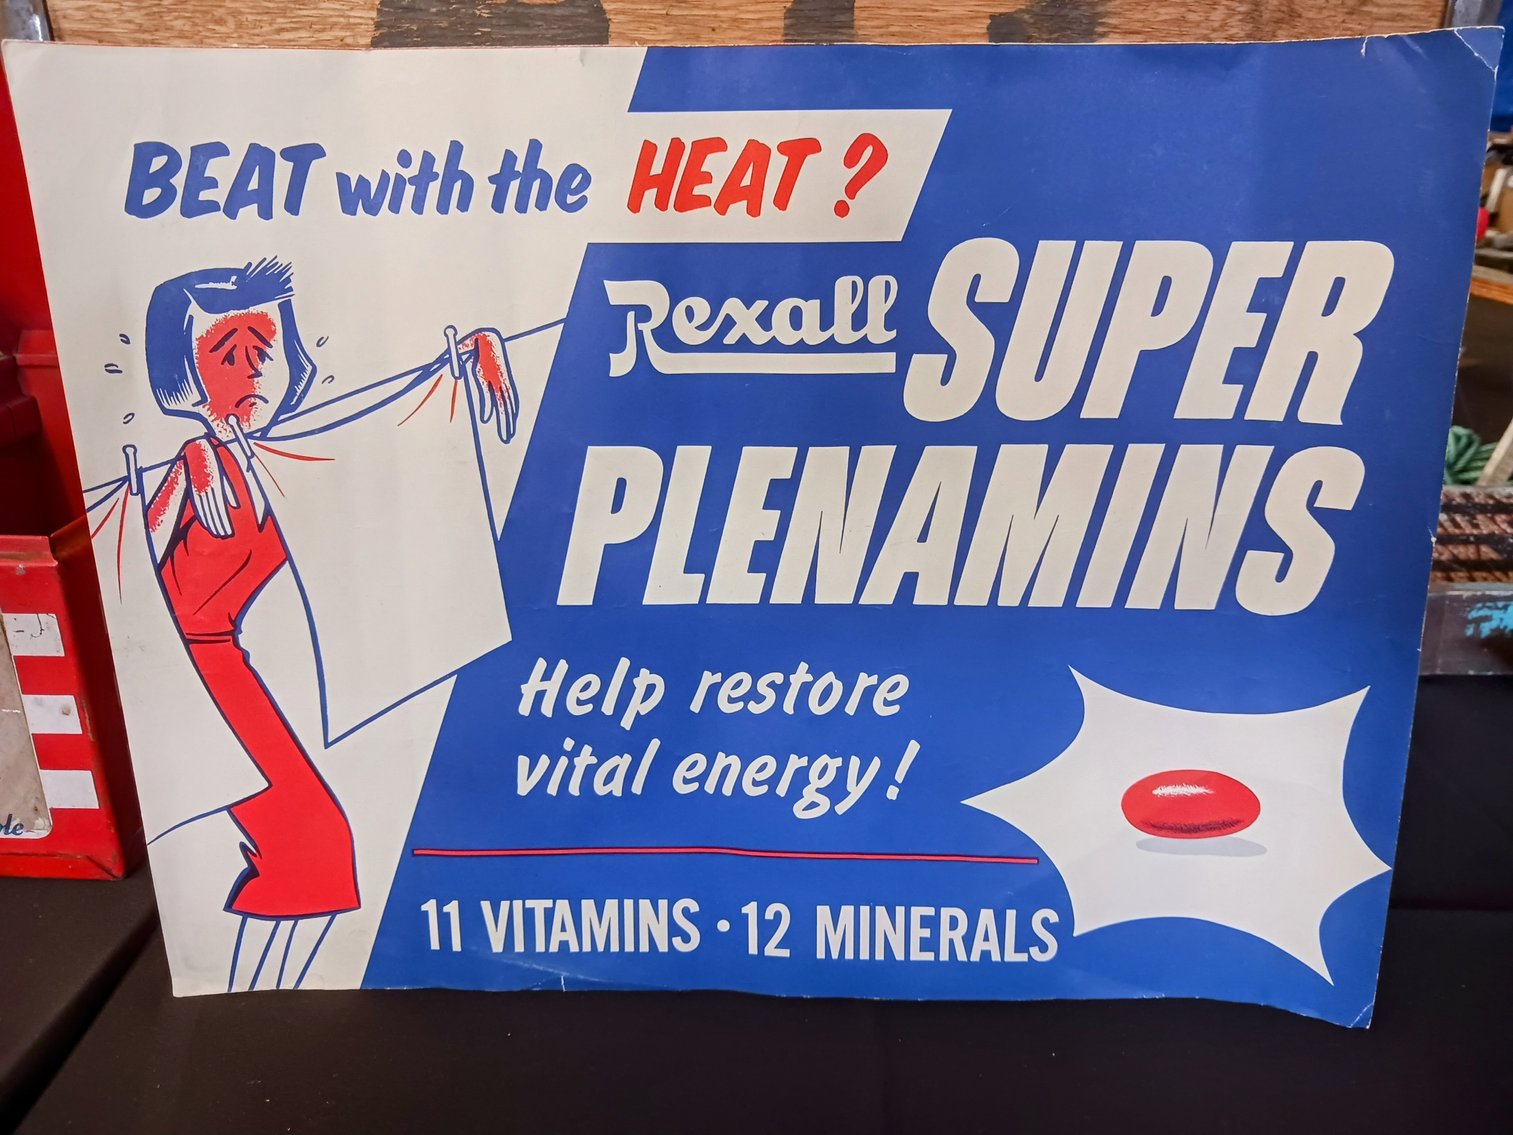 BEAT with the HEAT?
Rexall SUPER
PLENAMINS
Help restore
vital energy!
11 VITAMINS · 12 MINERALS